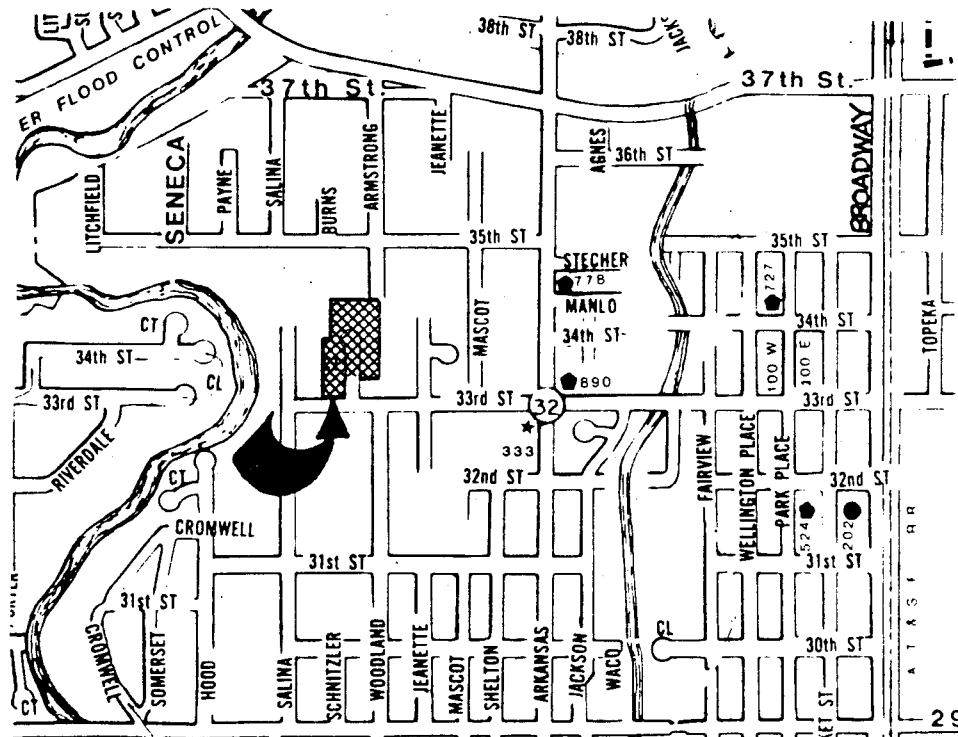 38th ST
38th ST
ER FLOOD CONTROL
37th St.
37th St.
BROADWAY
LITCHFIELD
SENECA
PAYNE
SALINA
BURNS
ARMSTRONG
JEANETTE
AGNES
36th ST
35th ST
35th ST
STECHER
778
MANLO
727
CT
34th ST
MASCOT
34th ST
34th ST
TOPEKA
CL
890
100 W
100 E
33rd ST
33rd ST
32
33rd ST
333
RIVERDALE
32nd ST
FAIRVIEW
WELLINGTON PLACE
PARK PLACE
32nd ST
CT
CROMWELL
524
202
31st ST
31st ST
31st ST
A T & S F RR
CROMWELL
SOMERSET
HOOD
SALINA
SCHNITZLER
WOODLAND
JEANETTE
MASCOT
SHELTON
ARKANSAS
JACKSON
WACO
CL
30th ST
CT
29